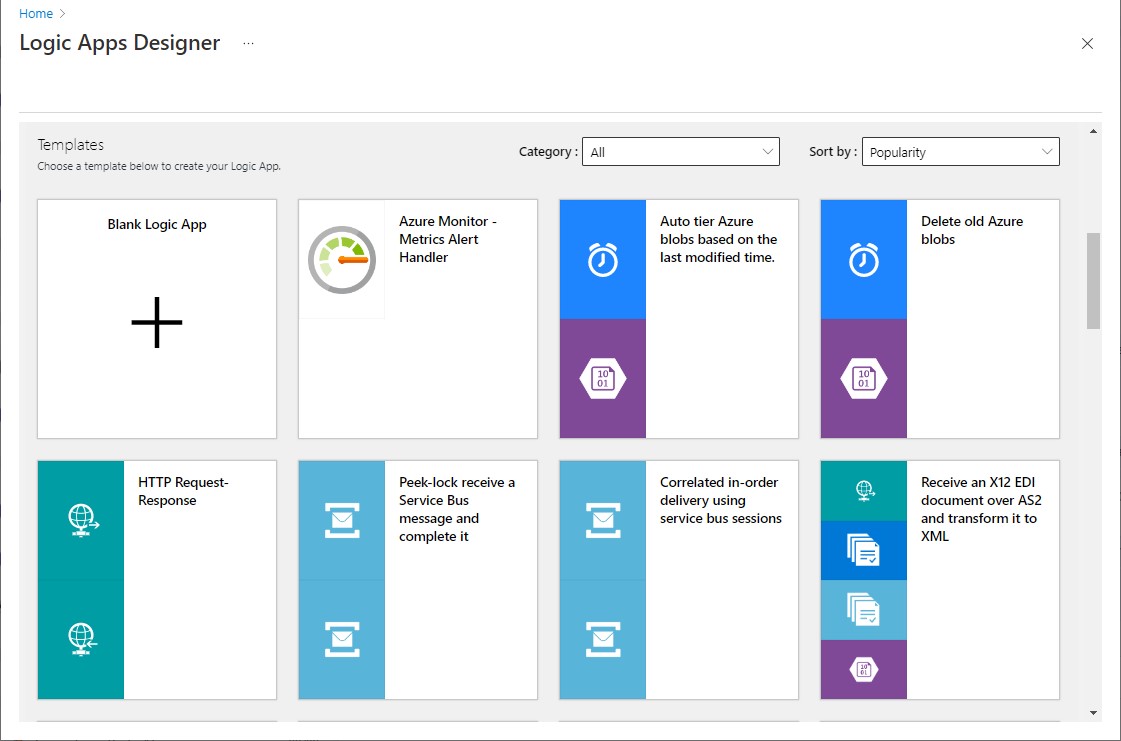 Home
Logic Apps Designer ...
Templates
Choose a template below to create your Logic App.
Category : All
Sort by : Popularity
Blank Logic App
Azure Monitor -
Metrics Alert
Handler
Auto tier Azure
blobs based on the
last modified time.
10
01
Delete old Azure
blobs
10
01
HTTP Request-
Response
Peek-lock receive a
Service Bus
message and
complete it
Correlated in-order
delivery using
service bus sessions
Receive an X12 EDI
document over AS2
and transform it to
XML
10
01